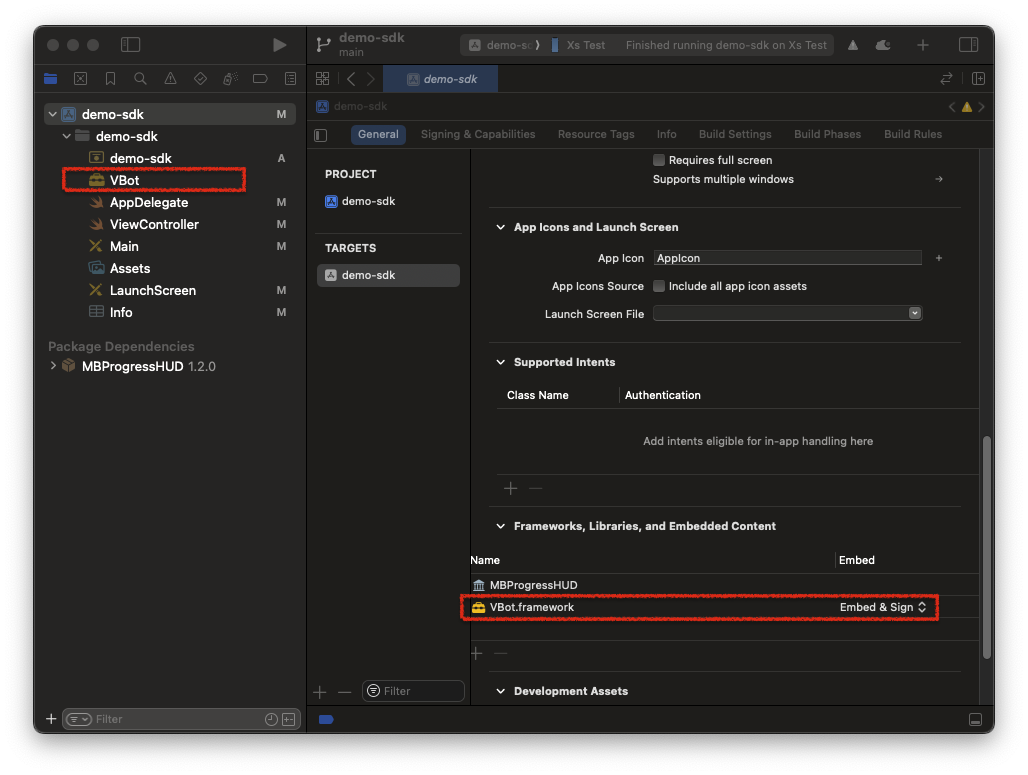 demo-sdk
main
demo-sc
Xs Test
Finished running demo-sdk on Xs Test
demo-sdk
demo-sdk
demo-sdk M
demo-sdk
demo-sdk A
VBot
AppDelegate M
ViewController M
Main M
Assets
LaunchScreen M
Info M
Package Dependencies
MBProgressHUD 1.2.0
Filter
General Signing & Capabilities Resource Tags Info Build Settings Build Phases Build Rules
PROJECT
demo-sdk
TARGETS
demo-sdk
Filter
Requires full screen
Supports multiple windows
App Icons and Launch Screen
App Icon AppIcon
App Icons Source Include all app icon assets
Launch Screen File
Supported Intents
Class Name Authentication
Add intents eligible for in-app handling here
Frameworks, Libraries, and Embedded Content
Name Embed
MBProgressHUD
VBot.framework Embed & Sign
Development Assets